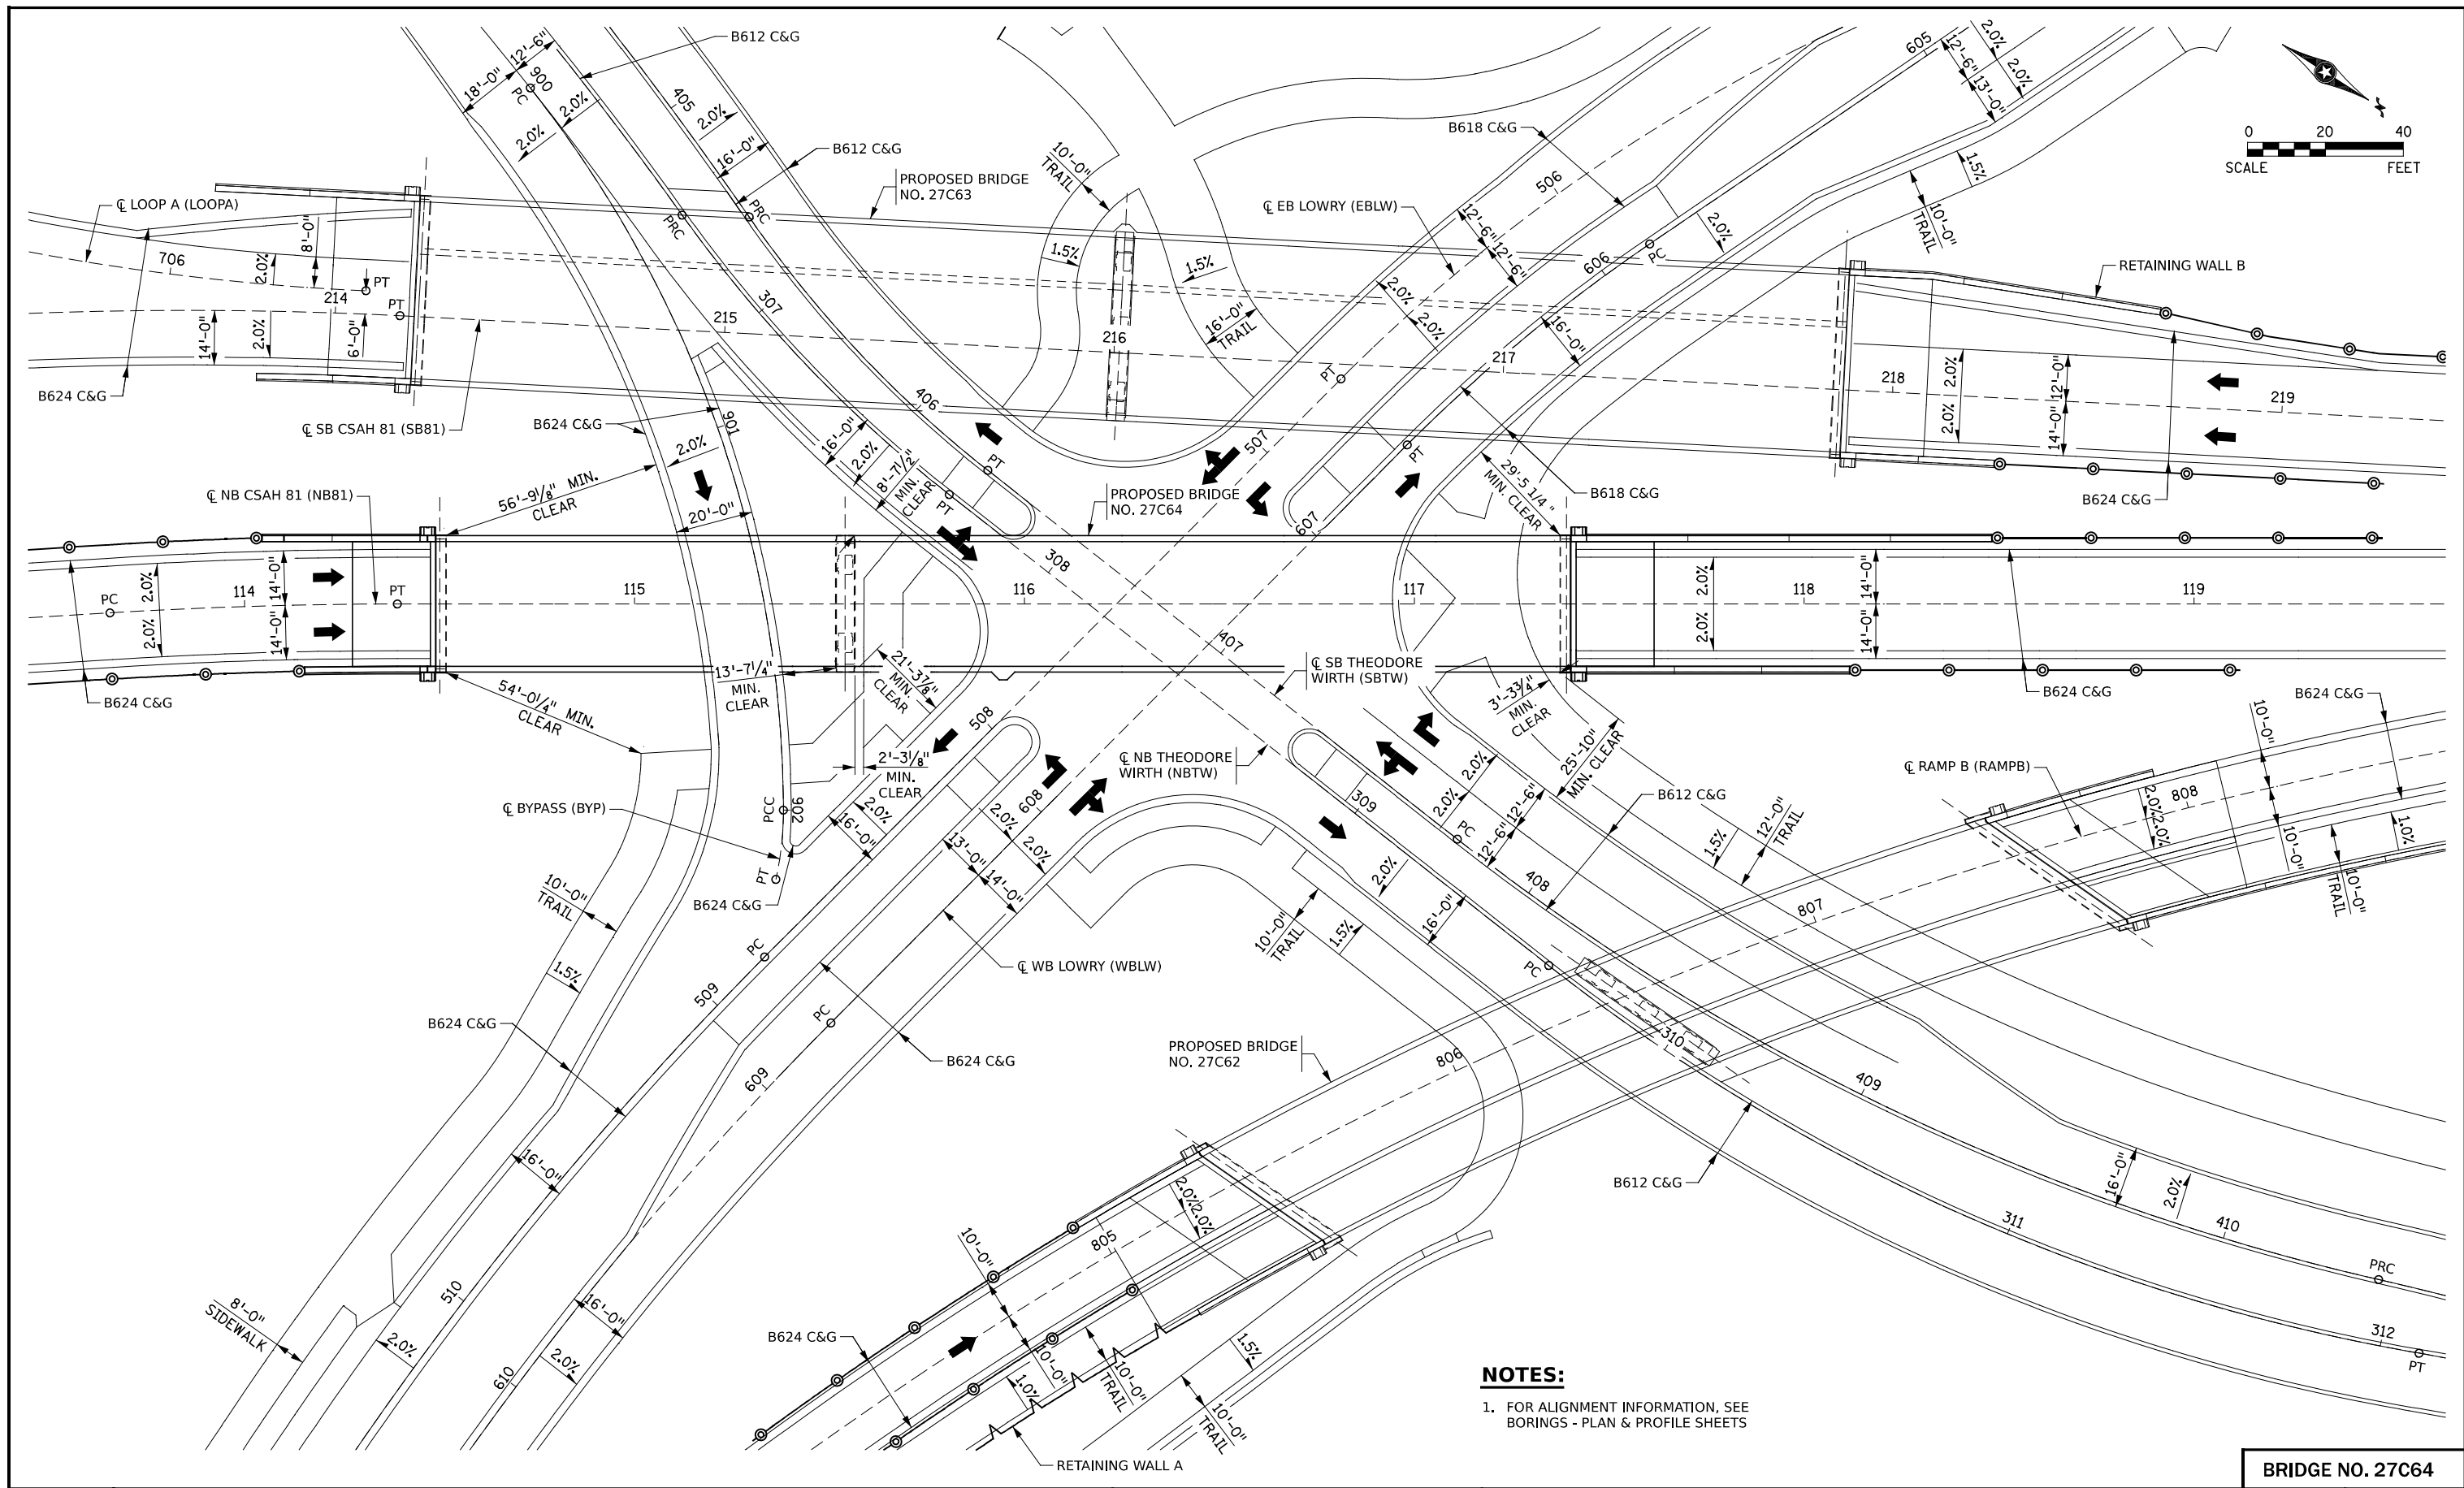 B612 C&G
18'-0"
12'-6"
900
PC
2.0%
2.0%
405
2.0%
16'-0"
B612 C&G
PROPOSED BRIDGE
NO. 27C63
10'-0"
TRAIL
B618 C&G
506
℄ EB LOWRY (EBLW)
605
2.0%
12'-6"
13'-0"
2.0%
1.5%
10'-0"
TRAIL
0 20 40
SCALE FEET
℄ LOOP A (LOOPA)
706
8'-0"
2.0%
PT
214
PT
14'-0"
2.0%
6'-0"
B624 C&G
℄ SB CSAH 81 (SB81)
PRC
PRC
307
215
1.5%
1.5%
216
16'-0"
TRAIL
12'-6"
12'-6"
2.0%
2.0%
PT
2.0%
606
PC
16'-0"
217
RETAINING WALL B
218
2.0%
2.0%
12'-0"
14'-0"
219
B624 C&G
B624 C&G
901
2.0%
406
16'-0"
2.0%
8'-7½"
MIN.
CLEAR
PT
PT
507
PT
607
29'-5 1/4"
MIN. CLEAR
B618 C&G
56'-9⅛" MIN.
CLEAR
20'-0"
℄ NB CSAH 81 (NB81)
PROPOSED BRIDGE
NO. 27C64
PC
114
2.0%
2.0%
14'-0"
14'-0"
PT
115
116
308
117
407
2.0%
2.0%
118
14'-0"
14'-0"
119
B624 C&G
54'-0¼" MIN.
CLEAR
13'-7¼"
MIN.
CLEAR
21'-3⅞"
MIN.
CLEAR
℄ SB THEODORE
WIRTH (SBTW)
3'-3¾"
MIN.
CLEAR
B624 C&G
B624 C&G
508
2'-3⅛"
MIN.
CLEAR
℄ NB THEODORE
WIRTH (NBTW)
25'-10"
MIN. CLEAR
10'-0"
℄ BYPASS (BYP)
PCC
902
2.0%
16'-0"
PT
608
2.0%
2.0%
13'-0"
14'-0"
309
2.0%
2.0%
PC
12'-6"
12'-6"
B612 C&G
℄ RAMP B (RAMPB)
808
2.0%
2.0%
10'-0"
1.0%
10'-0"
TRAIL
1.5%
12'-0"
TRAIL
B624 C&G
10'-0"
TRAIL
1.5%
PC
509
℄ WB LOWRY (WBLW)
10'-0"
TRAIL
1.5%
2.0%
16'-0"
408
807
PC
PC
B624 C&G
B624 C&G
609
PROPOSED BRIDGE
NO. 27C62
806
310
409
16'-0"
B612 C&G
16'-0"
2.0%
805
2.0%
2.0%
10'-0"
10'-0"
311
410
PRC
510
8'-0"
SIDEWALK
2.0%
16'-0"
2.0%
610
B624 C&G
1.0%
10'-0"
TRAIL
1.5%
10'-0"
TRAIL
312
PT
RETAINING WALL A
NOTES:
1. FOR ALIGNMENT INFORMATION, SEE
BORINGS - PLAN & PROFILE SHEETS
BRIDGE NO. 27C64